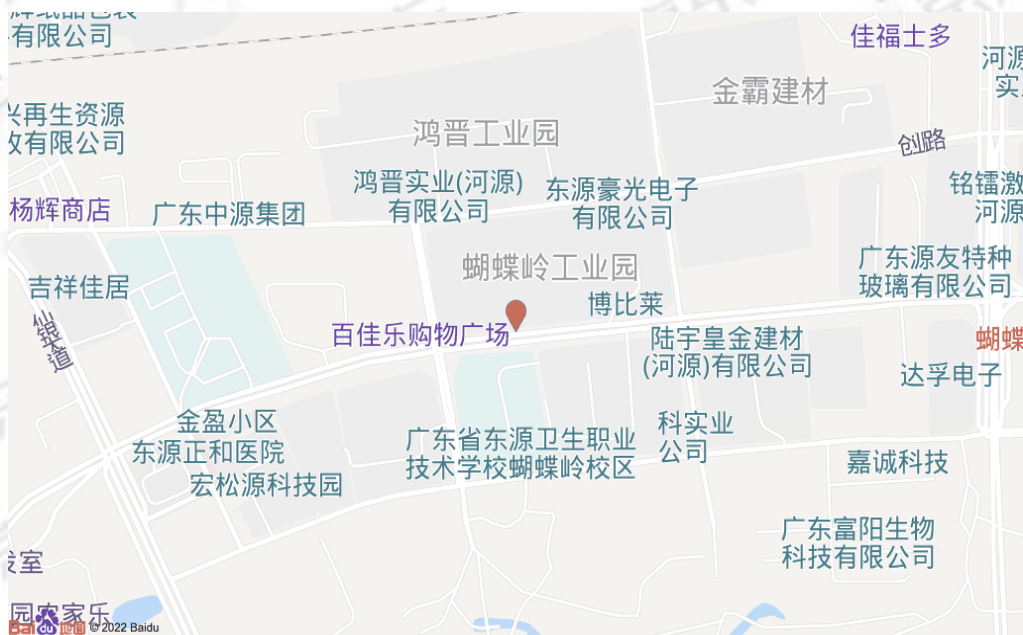 有限公司
佳福士多
河源
实
金霸建材
兴再生资源
收有限公司
鸿晋工业园
创业路
鸿晋实业(河源)
有限公司
东源豪光电子
有限公司
铭镭激
河源
杨辉商店
广东中源集团
广东源友特种
玻璃有限公司
蝴蝶岭工业园
吉祥佳居
博比莱
仙银大道
百佳乐购物广场
陆宇皇金建材
(河源)有限公司
蝴蝶
达孚电子
金盈小区
东源正和医院
宏松源科技园
广东省东源卫生职业
技术学校蝴蝶岭校区
科实业
公司
嘉诚科技
广东富阳生物
科技有限公司
发室
园农家乐
Bai du 地图 © 2022 Baidu